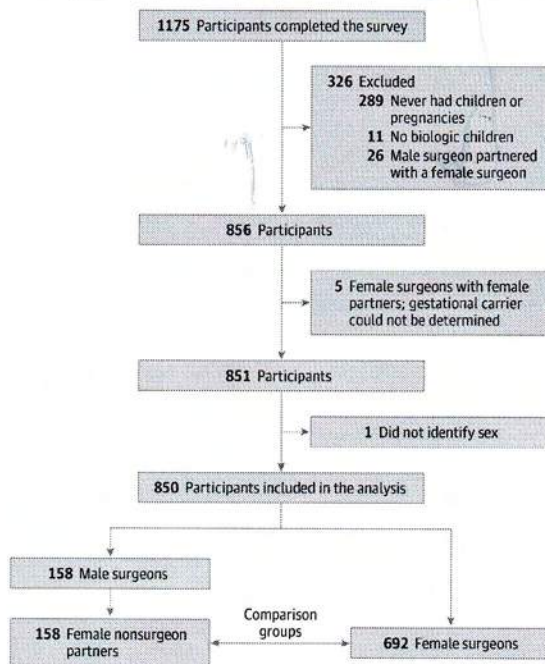 1175 Participants completed the survey
326 Excluded
289 Never had children or
pregnancies
11 No biologic children
26 Male surgeon partnered
with a female surgeon
856 Participants
5 Female surgeons with female
partners; gestational carrier
could not be determined
851 Participants
1 Did not identify sex
850 Participants included in the analysis
158 Male surgeons
158 Female nonsurgeon
partners
Comparison
groups
692 Female surgeons